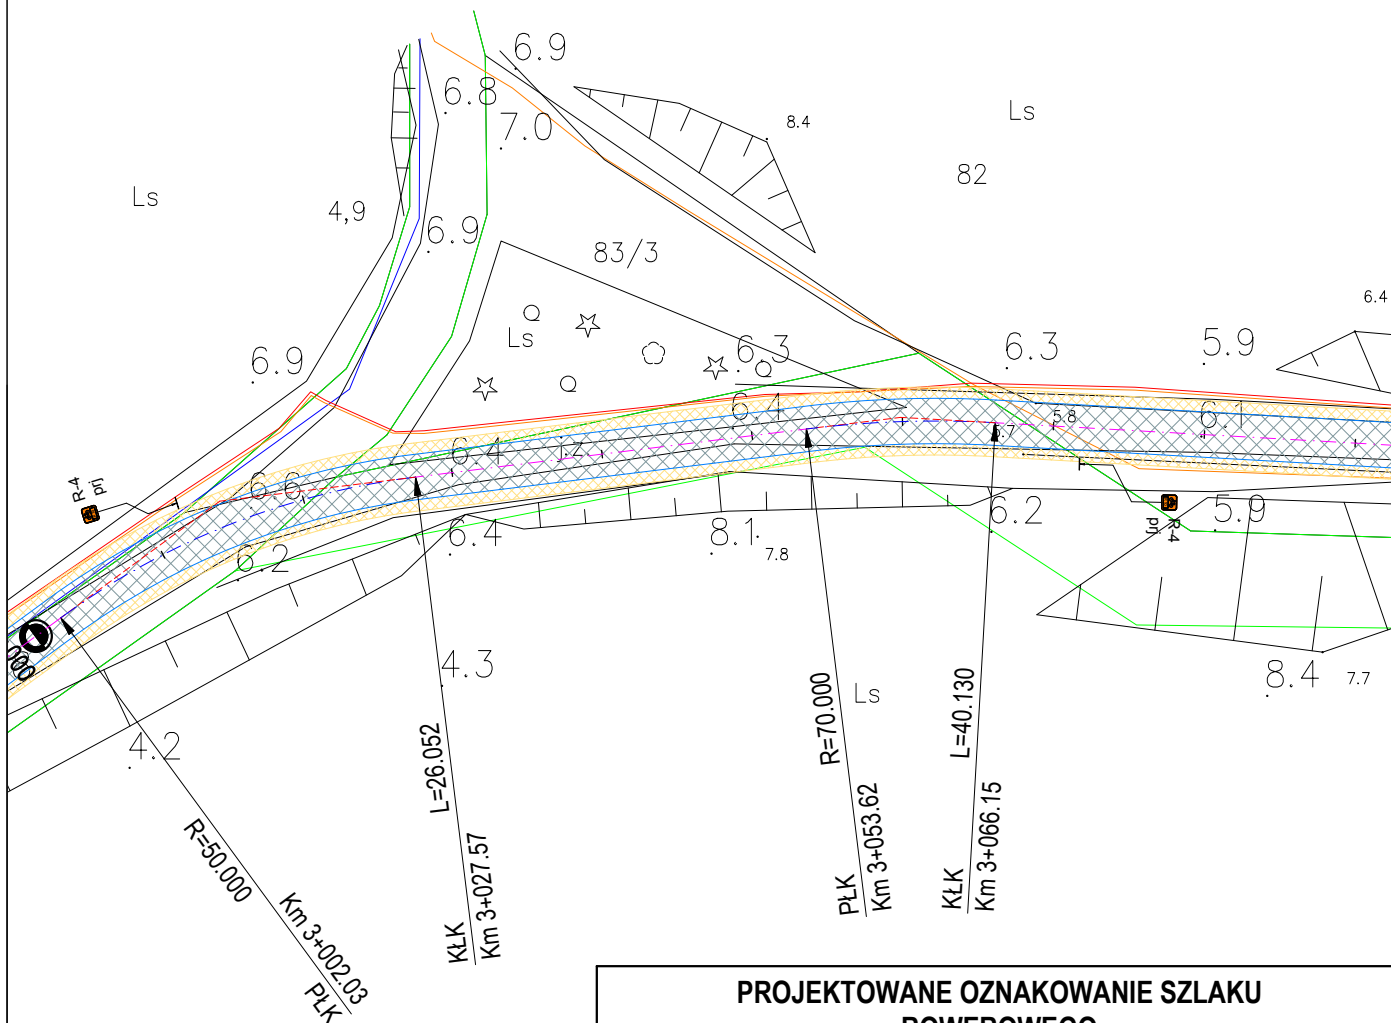 6.9
6.8
7.0
8.4
Ls
82
Ls
4,9
6.9
83/3
6.4
Ls
6.9
6.3
6.3
5.9
6.4
5.8
6.1
6.4
6.6
R-4
prj
6.2
6.4
8.1
7.8
6.2
5.9
R-4
prj
000
4.3
Ls
8.4
7.7
4.2
R=50.000
Km 3+002.03
PŁK
L=26.052
KŁK
Km 3+027.57
R=70.000
PŁK
Km 3+053.62
L=40.130
KŁK
Km 3+066.15
PROJEKTOWANE OZNAKOWANIE SZLAKU
ROWEROWEGO